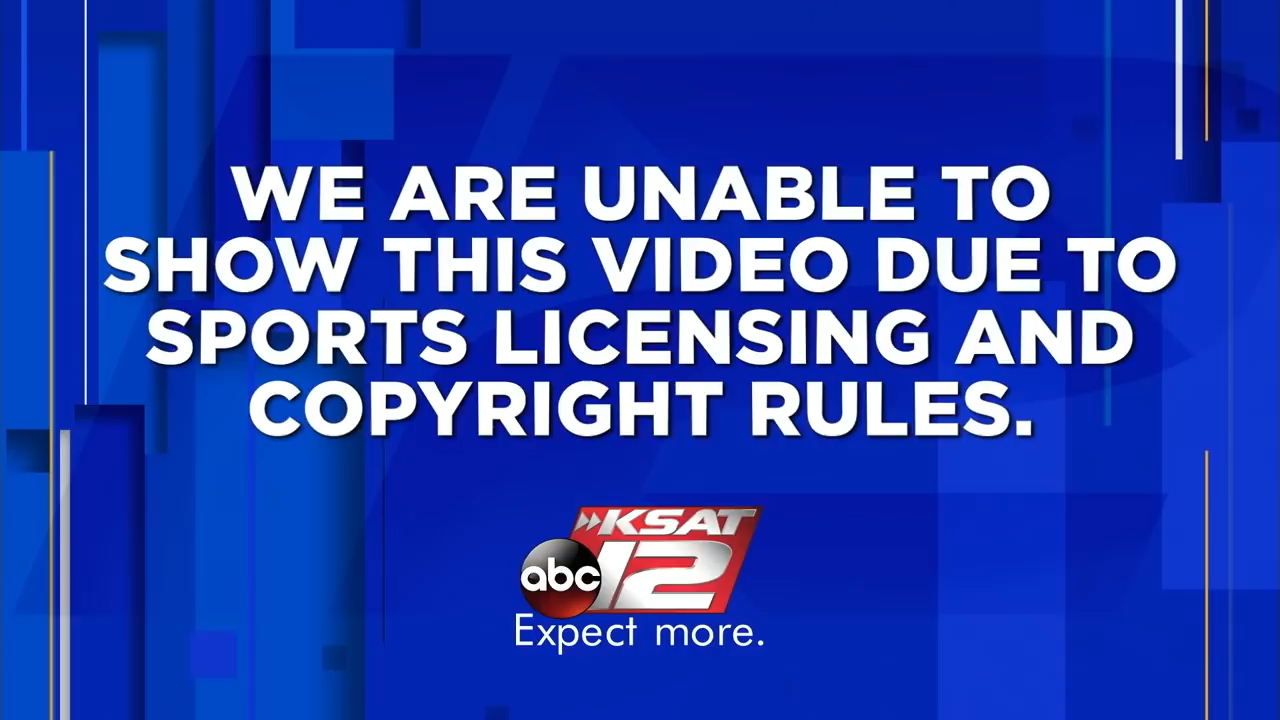 WE ARE UNABLE TO
SHOW THIS VIDEO DUE TO
SPORTS LICENSING AND
COPYRIGHT RULES.
KSAT
abc 12
Expect more.